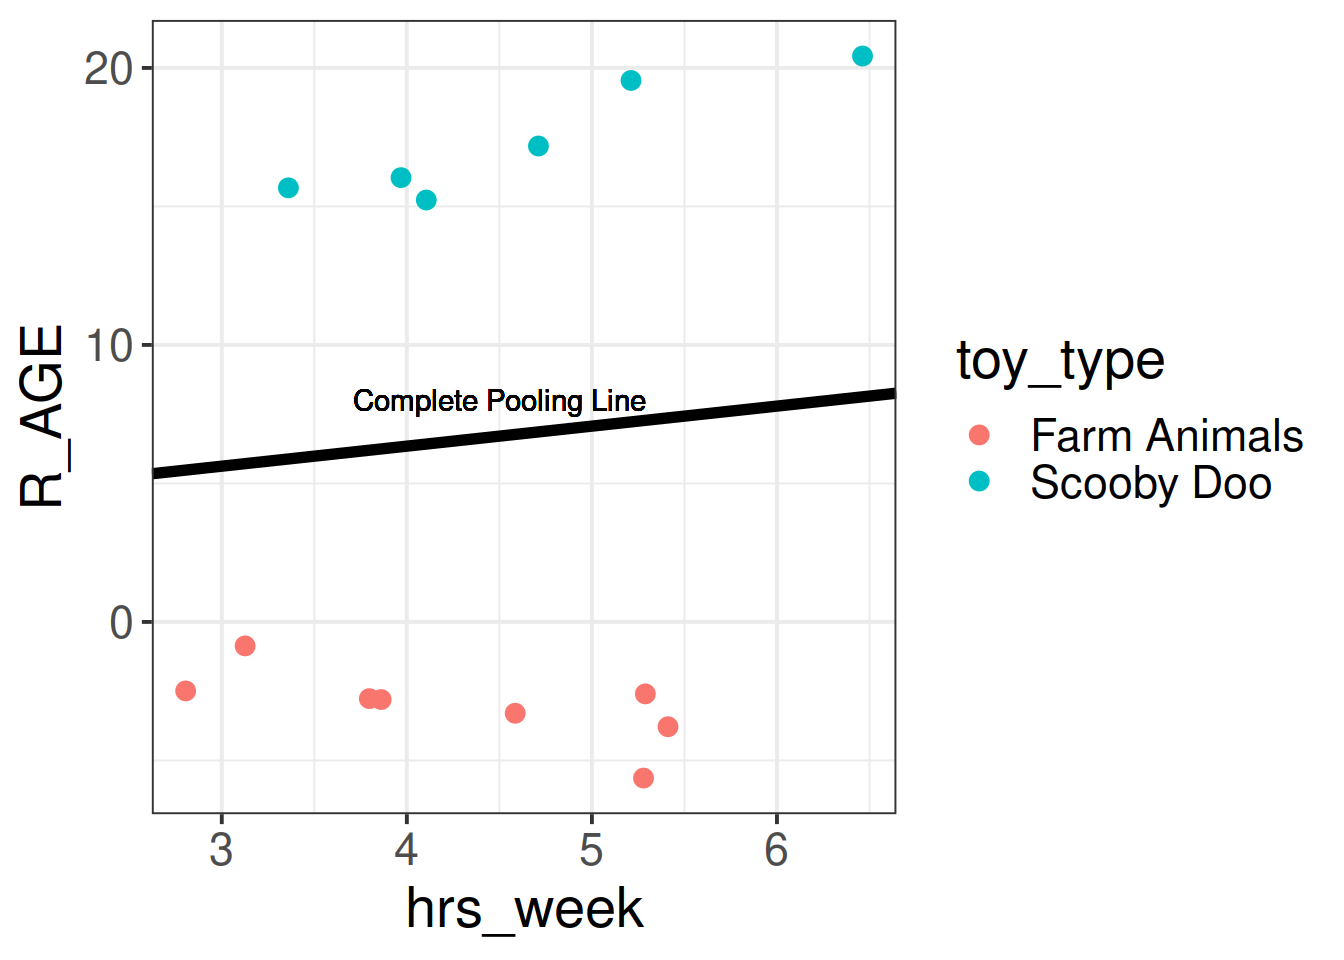 20
10
0
R_AGE
Complete Pooling Line
3 4 5 6
hrs_week
toy_type
Farm Animals
Scooby Doo